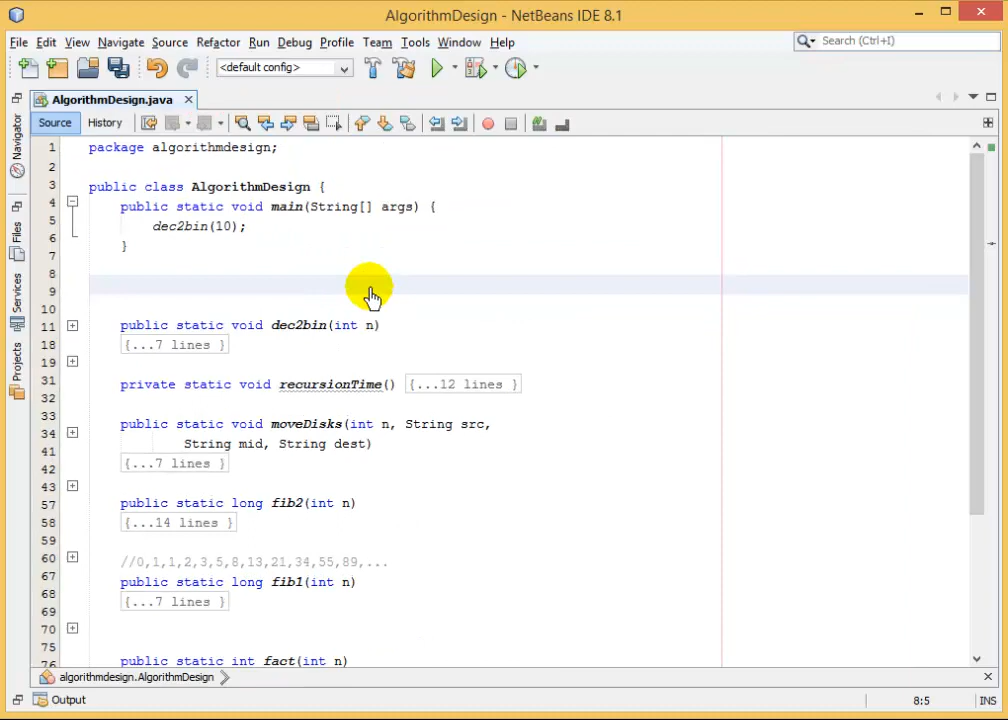 AlgorithmDesign - NetBeans IDE 8.1
File Edit View Navigate Source Refactor Run Debug Profile Team Tools Window Help
Search (Ctrl+I)
<default config>
AlgorithmDesign.java
Source History
Navigator
Files
Services
Projects
1 package algorithmdesign;
2
3 public class AlgorithmDesign {
4 public static void main(String[] args) {
5 dec2bin(10);
6 }
7
8
9
10
11 public static void dec2bin(int n)
18 {...7 lines }
19
31 private static void recursionTime() {...12 lines }
32
33 public static void moveDisks(int n, String src,
34 String mid, String dest)
41 {...7 lines }
42
43
57 public static long fib2(int n)
58 {...14 lines }
59
60 //0,1,1,2,3,5,8,13,21,34,55,89,...
67 public static long fib1(int n)
68 {...7 lines }
69
70
75
76 public static int fact(int n)
algorithmdesign.AlgorithmDesign
Output
8:5 INS